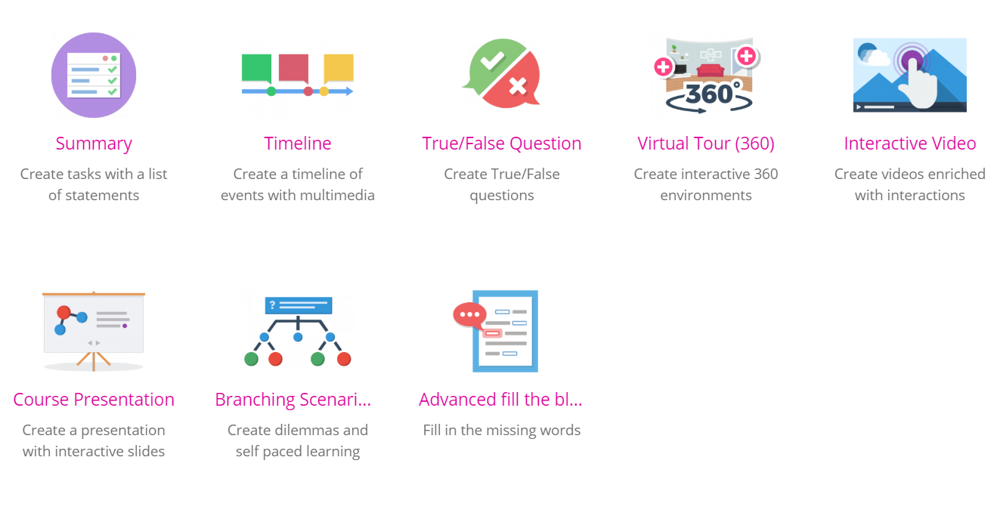 Summary
Create tasks with a list
of statements
Timeline
Create a timeline of
events with multimedia
True/False Question
Create True/False
questions
360°
Virtual Tour (360)
Create interactive 360
environments
Interactive Video
Create videos enriched
with interactions
Course Presentation
Create a presentation
with interactive slides
?
Branching Scenari...
Create dilemmas and
self paced learning
Advanced fill the bl...
Fill in the missing words